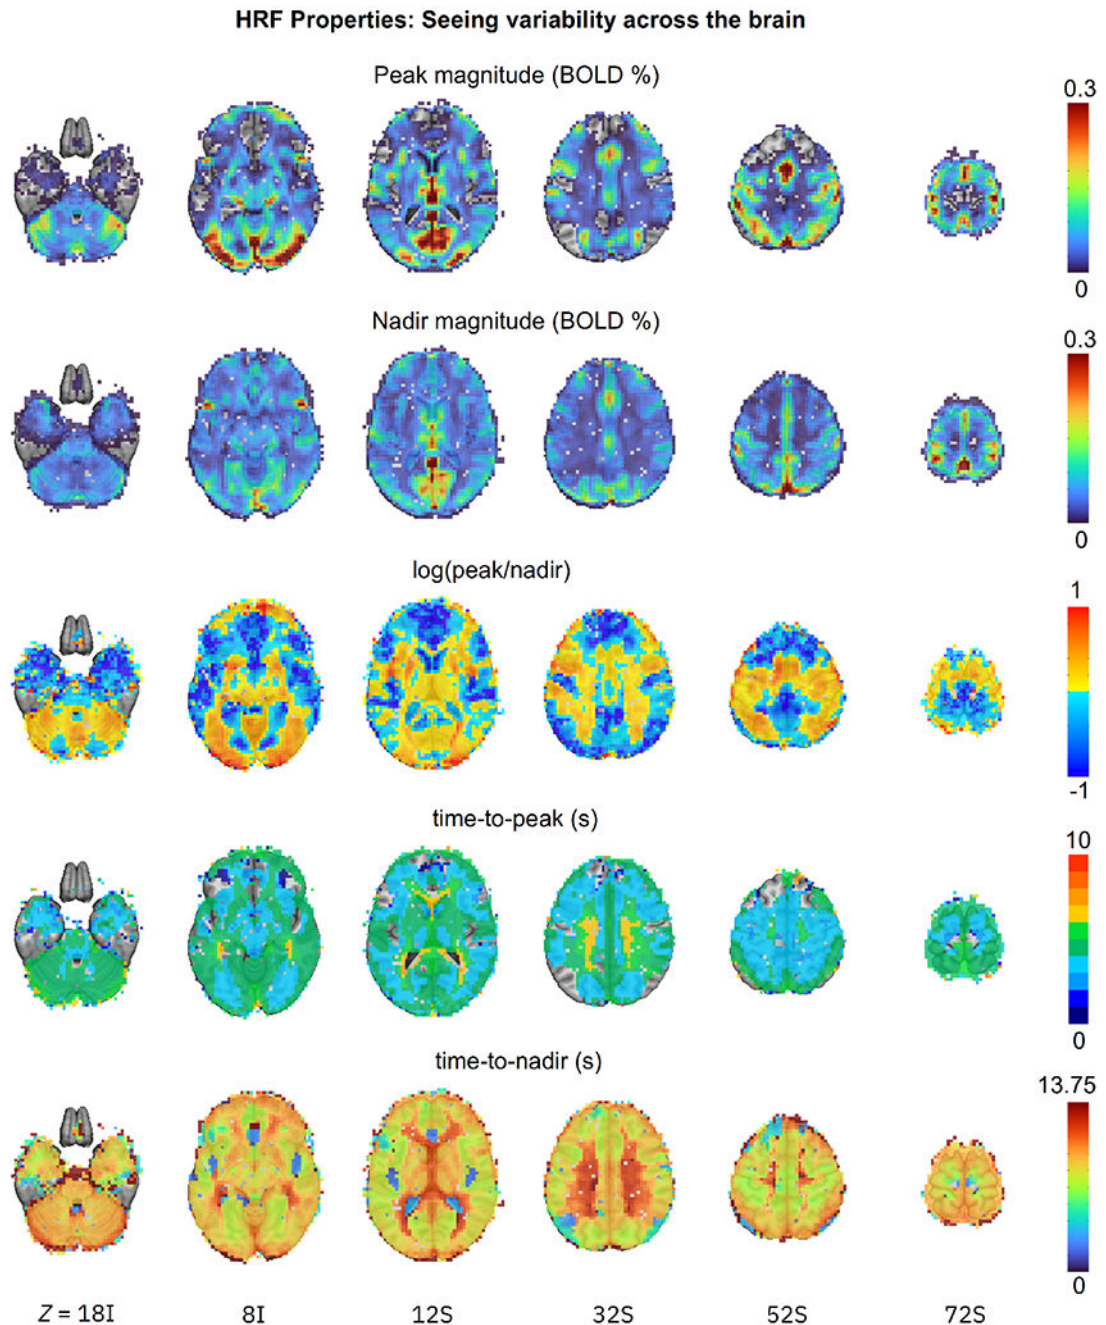 HRF Properties: Seeing variability across the brain
Peak magnitude (BOLD %)
0.3
0
Nadir magnitude (BOLD %)
0.3
0
log(peak/nadir)
1
-1
time-to-peak (s)
10
0
time-to-nadir (s)
13.75
0
Z = 18I 8I 12S 32S 52S 72S